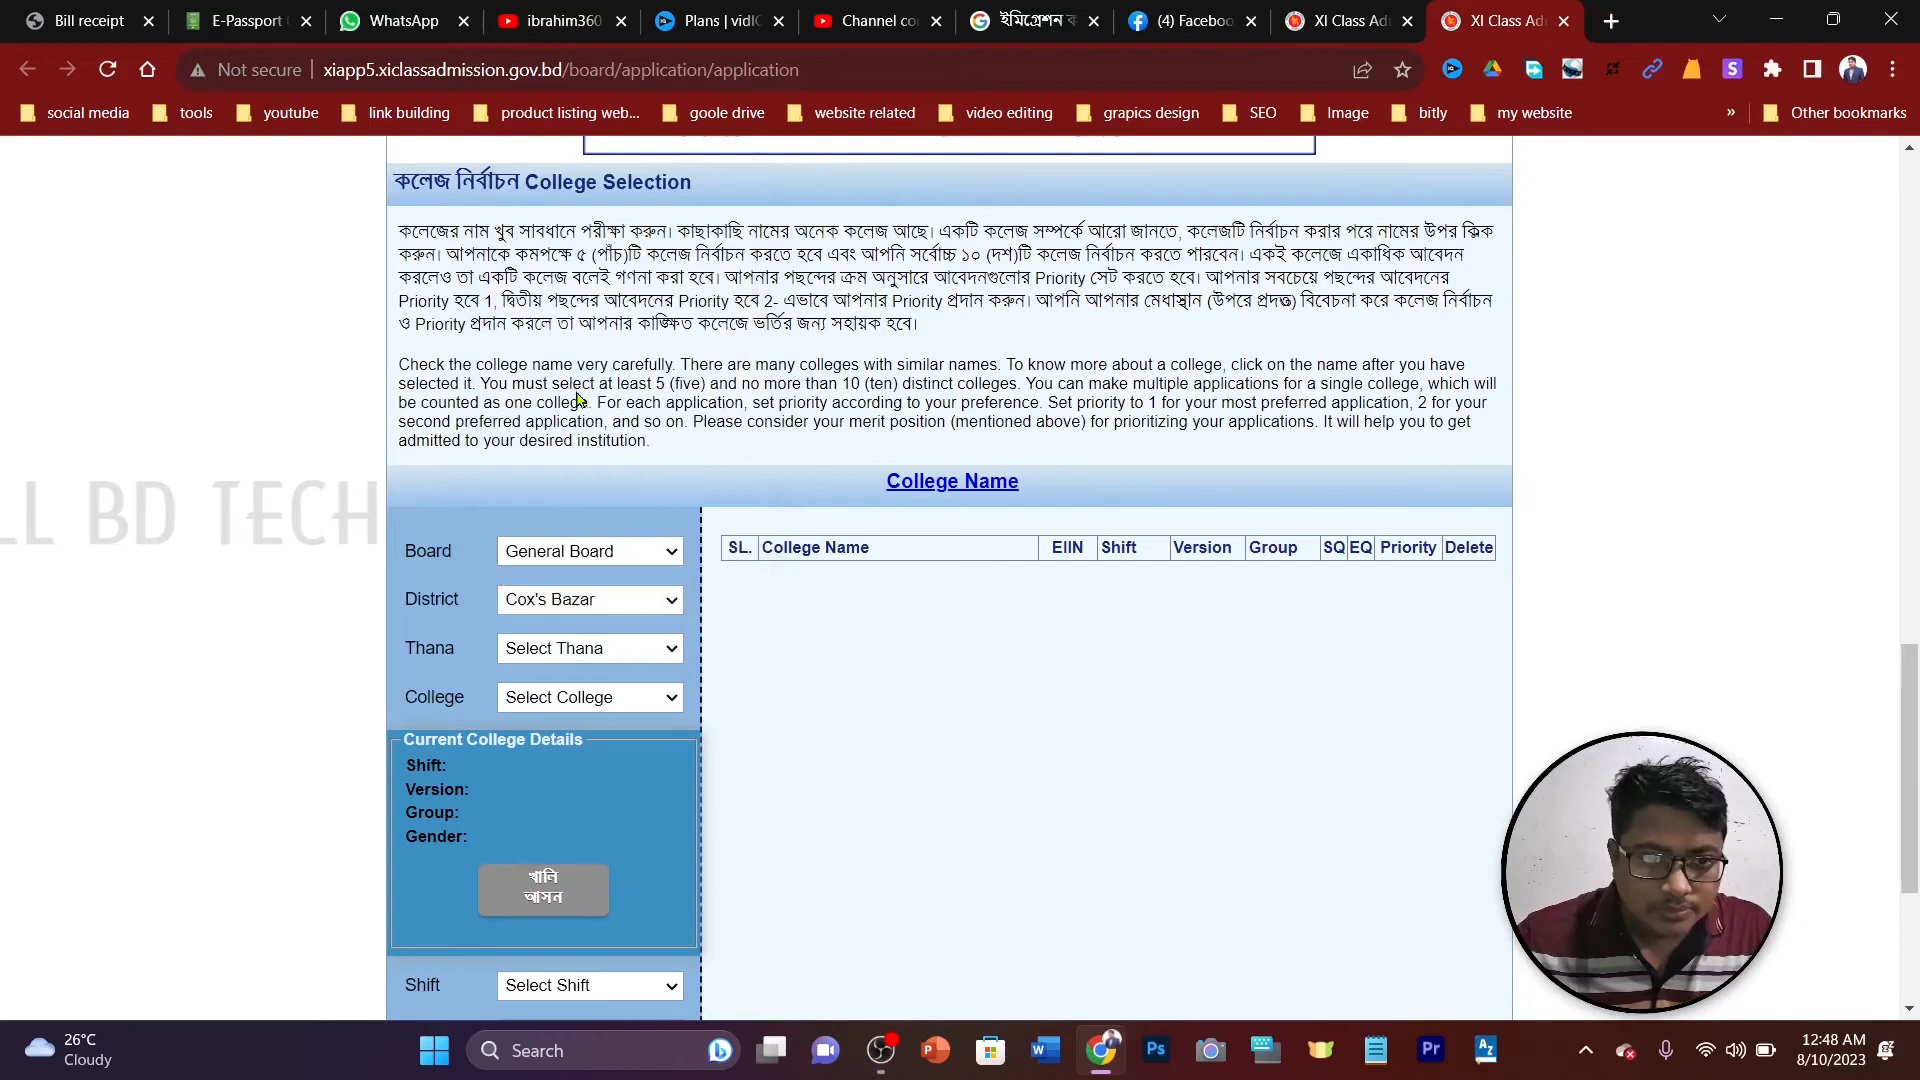 Bill receipt
E-Passport
WhatsApp
ibrahim360
Plans | vidIQ
Channel co
ইমিগ্রেশন ক
(4) Faceboo
XI Class Adm
XI Class Adm
Not secure
xiapp5.xiclassadmission.gov.bd/board/application/application
social media
tools
youtube
link building
product listing web...
goole drive
website related
video editing
grapics design
SEO
Image
bitly
my website
»
Other bookmarks
কলেজ নির্বাচন College Selection
কলেজের নাম খুব সাবধানে পরীক্ষা করুন। কাছাকাছি নামের অনেক কলেজ আছে। একটি কলেজ সম্পর্কে আরো জানতে, কলেজটি নির্বাচন করার পরে নামের উপর ক্লিক
করুন। আপনাকে কমপক্ষে ৫ (পাঁচ)টি কলেজ নির্বাচন করতে হবে এবং আপনি সর্বোচ্চ ১০ (দশ)টি কলেজ নির্বাচন করতে পারবেন। একই কলেজে একাধিক আবেদন
করলেও তা একটি কলেজ বলেই গণনা করা হবে। আপনার পছন্দের ক্রম অনুসারে আবেদনগুলোর Priority সেট করতে হবে। আপনার সবচেয়ে পছন্দের আবেদনের
Priority হবে 1, দ্বিতীয় পছন্দের আবেদনের Priority হবে 2- এভাবে আপনার Priority প্রদান করুন। আপনি আপনার মেধাস্থান (উপরে প্রদত্ত) বিবেচনা করে কলেজ নির্বাচন
ও Priority প্রদান করলে তা আপনার কাঙ্ক্ষিত কলেজে ভর্তির জন্য সহায়ক হবে।
Check the college name very carefully. There are many colleges with similar names. To know more about a college, click on the name after you have
selected it. You must select at least 5 (five) and no more than 10 (ten) distinct colleges. You can make multiple applications for a single college, which will
be counted as one college. For each application, set priority according to your preference. Set priority to 1 for your most preferred application, 2 for your
second preferred application, and so on. Please consider your merit position (mentioned above) for prioritizing your applications. It will help you to get
admitted to your desired institution.
LL BD TECH
College Name
Board
General Board
District
Cox's Bazar
Thana
Select Thana
College
Select College
SL. College Name EIIN Shift Version Group SQ EQ Priority Delete
Current College Details
Shift:
Version:
Group:
Gender:
খালি
আসন
Shift
Select Shift
26°C
Cloudy
Search
12:48 AM
8/10/2023